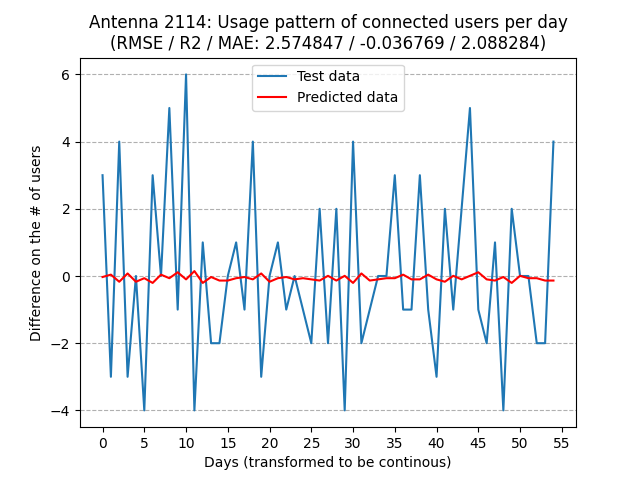 Antenna 2114: Usage pattern of connected users per day
(RMSE / R2 / MAE: 2.574847 / -0.036769 / 2.088284)
Test data
Predicted data
Difference on the # of users
6
4
2
0
−2
−4
0 5 10 15 20 25 30 35 40 45 50 55
Days (transformed to be continous)